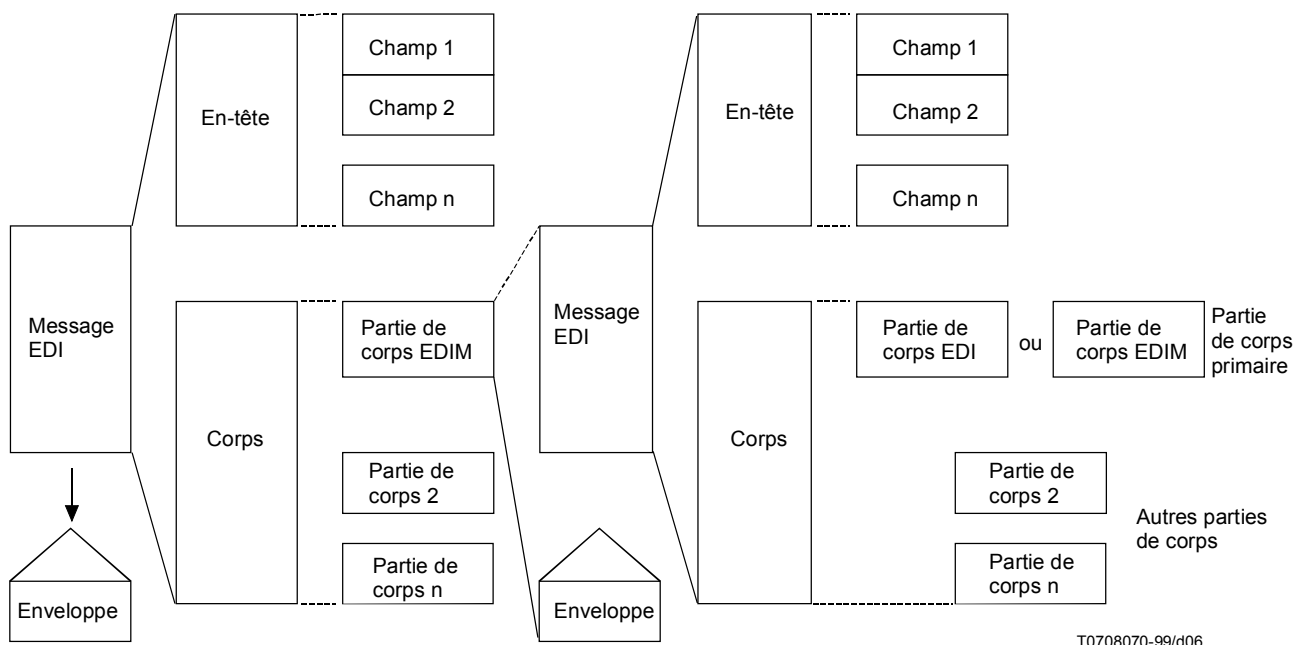 Champ 1
En-tête
Champ 2
Champ n
Message
EDI
Partie de
corps EDIM
Corps
Partie de
corps 2
Partie de
corps n
Enveloppe
Champ 1
En-tête
Champ 2
Champ n
Message
EDI
Partie de
corps EDI
ou
Partie de
corps EDIM
Partie
de corps
primaire
Corps
Partie de
corps 2
Autres parties
de corps
Partie de
corps n
Enveloppe
T0708070-99/d06